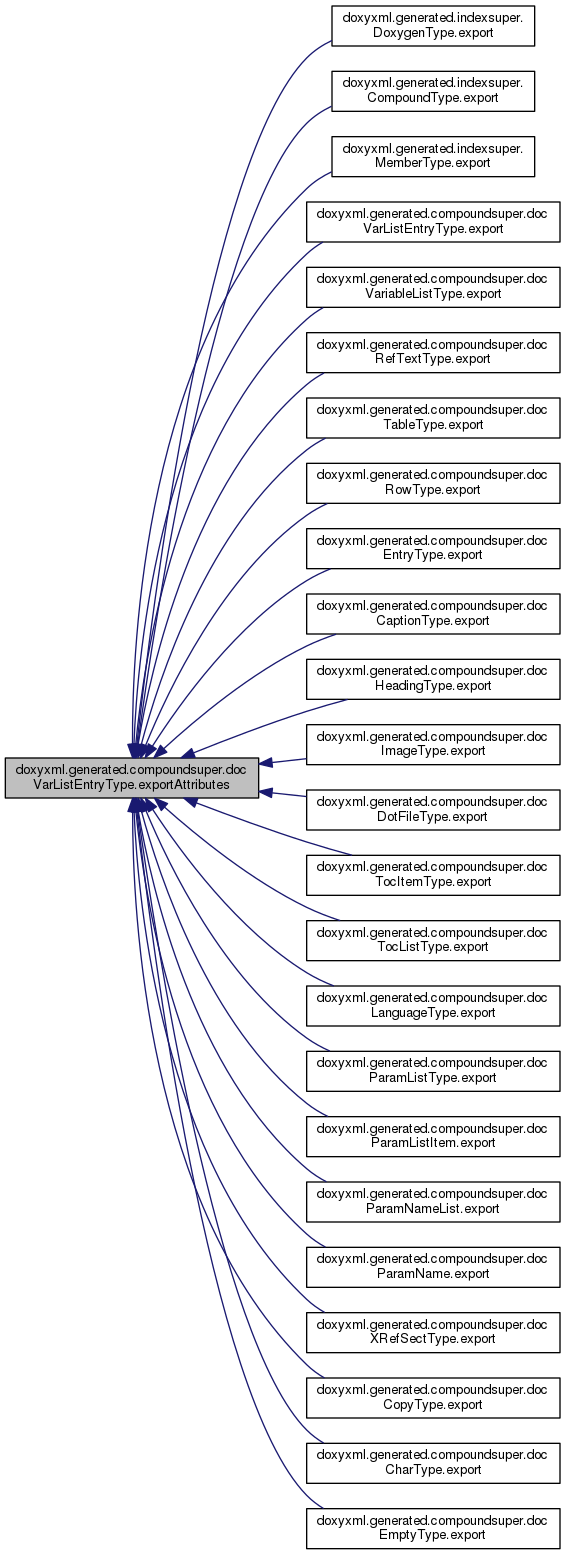 doxyxml.generated.indexsuper.
DoxygenType.export
doxyxml.generated.indexsuper.
CompoundType.export
doxyxml.generated.indexsuper.
MemberType.export
doxyxml.generated.compoundsuper.doc
VarListEntryType.export
doxyxml.generated.compoundsuper.doc
VariableListType.export
doxyxml.generated.compoundsuper.doc
RefTextType.export
doxyxml.generated.compoundsuper.doc
TableType.export
doxyxml.generated.compoundsuper.doc
RowType.export
doxyxml.generated.compoundsuper.doc
EntryType.export
doxyxml.generated.compoundsuper.doc
CaptionType.export
doxyxml.generated.compoundsuper.doc
HeadingType.export
doxyxml.generated.compoundsuper.doc
ImageType.export
doxyxml.generated.compoundsuper.doc
VarListEntryType.exportAttributes
doxyxml.generated.compoundsuper.doc
DotFileType.export
doxyxml.generated.compoundsuper.doc
TocItemType.export
doxyxml.generated.compoundsuper.doc
TocListType.export
doxyxml.generated.compoundsuper.doc
LanguageType.export
doxyxml.generated.compoundsuper.doc
ParamListType.export
doxyxml.generated.compoundsuper.doc
ParamListItem.export
doxyxml.generated.compoundsuper.doc
ParamNameList.export
doxyxml.generated.compoundsuper.doc
ParamName.export
doxyxml.generated.compoundsuper.doc
XRefSectType.export
doxyxml.generated.compoundsuper.doc
CopyType.export
doxyxml.generated.compoundsuper.doc
CharType.export
doxyxml.generated.compoundsuper.doc
EmptyType.export